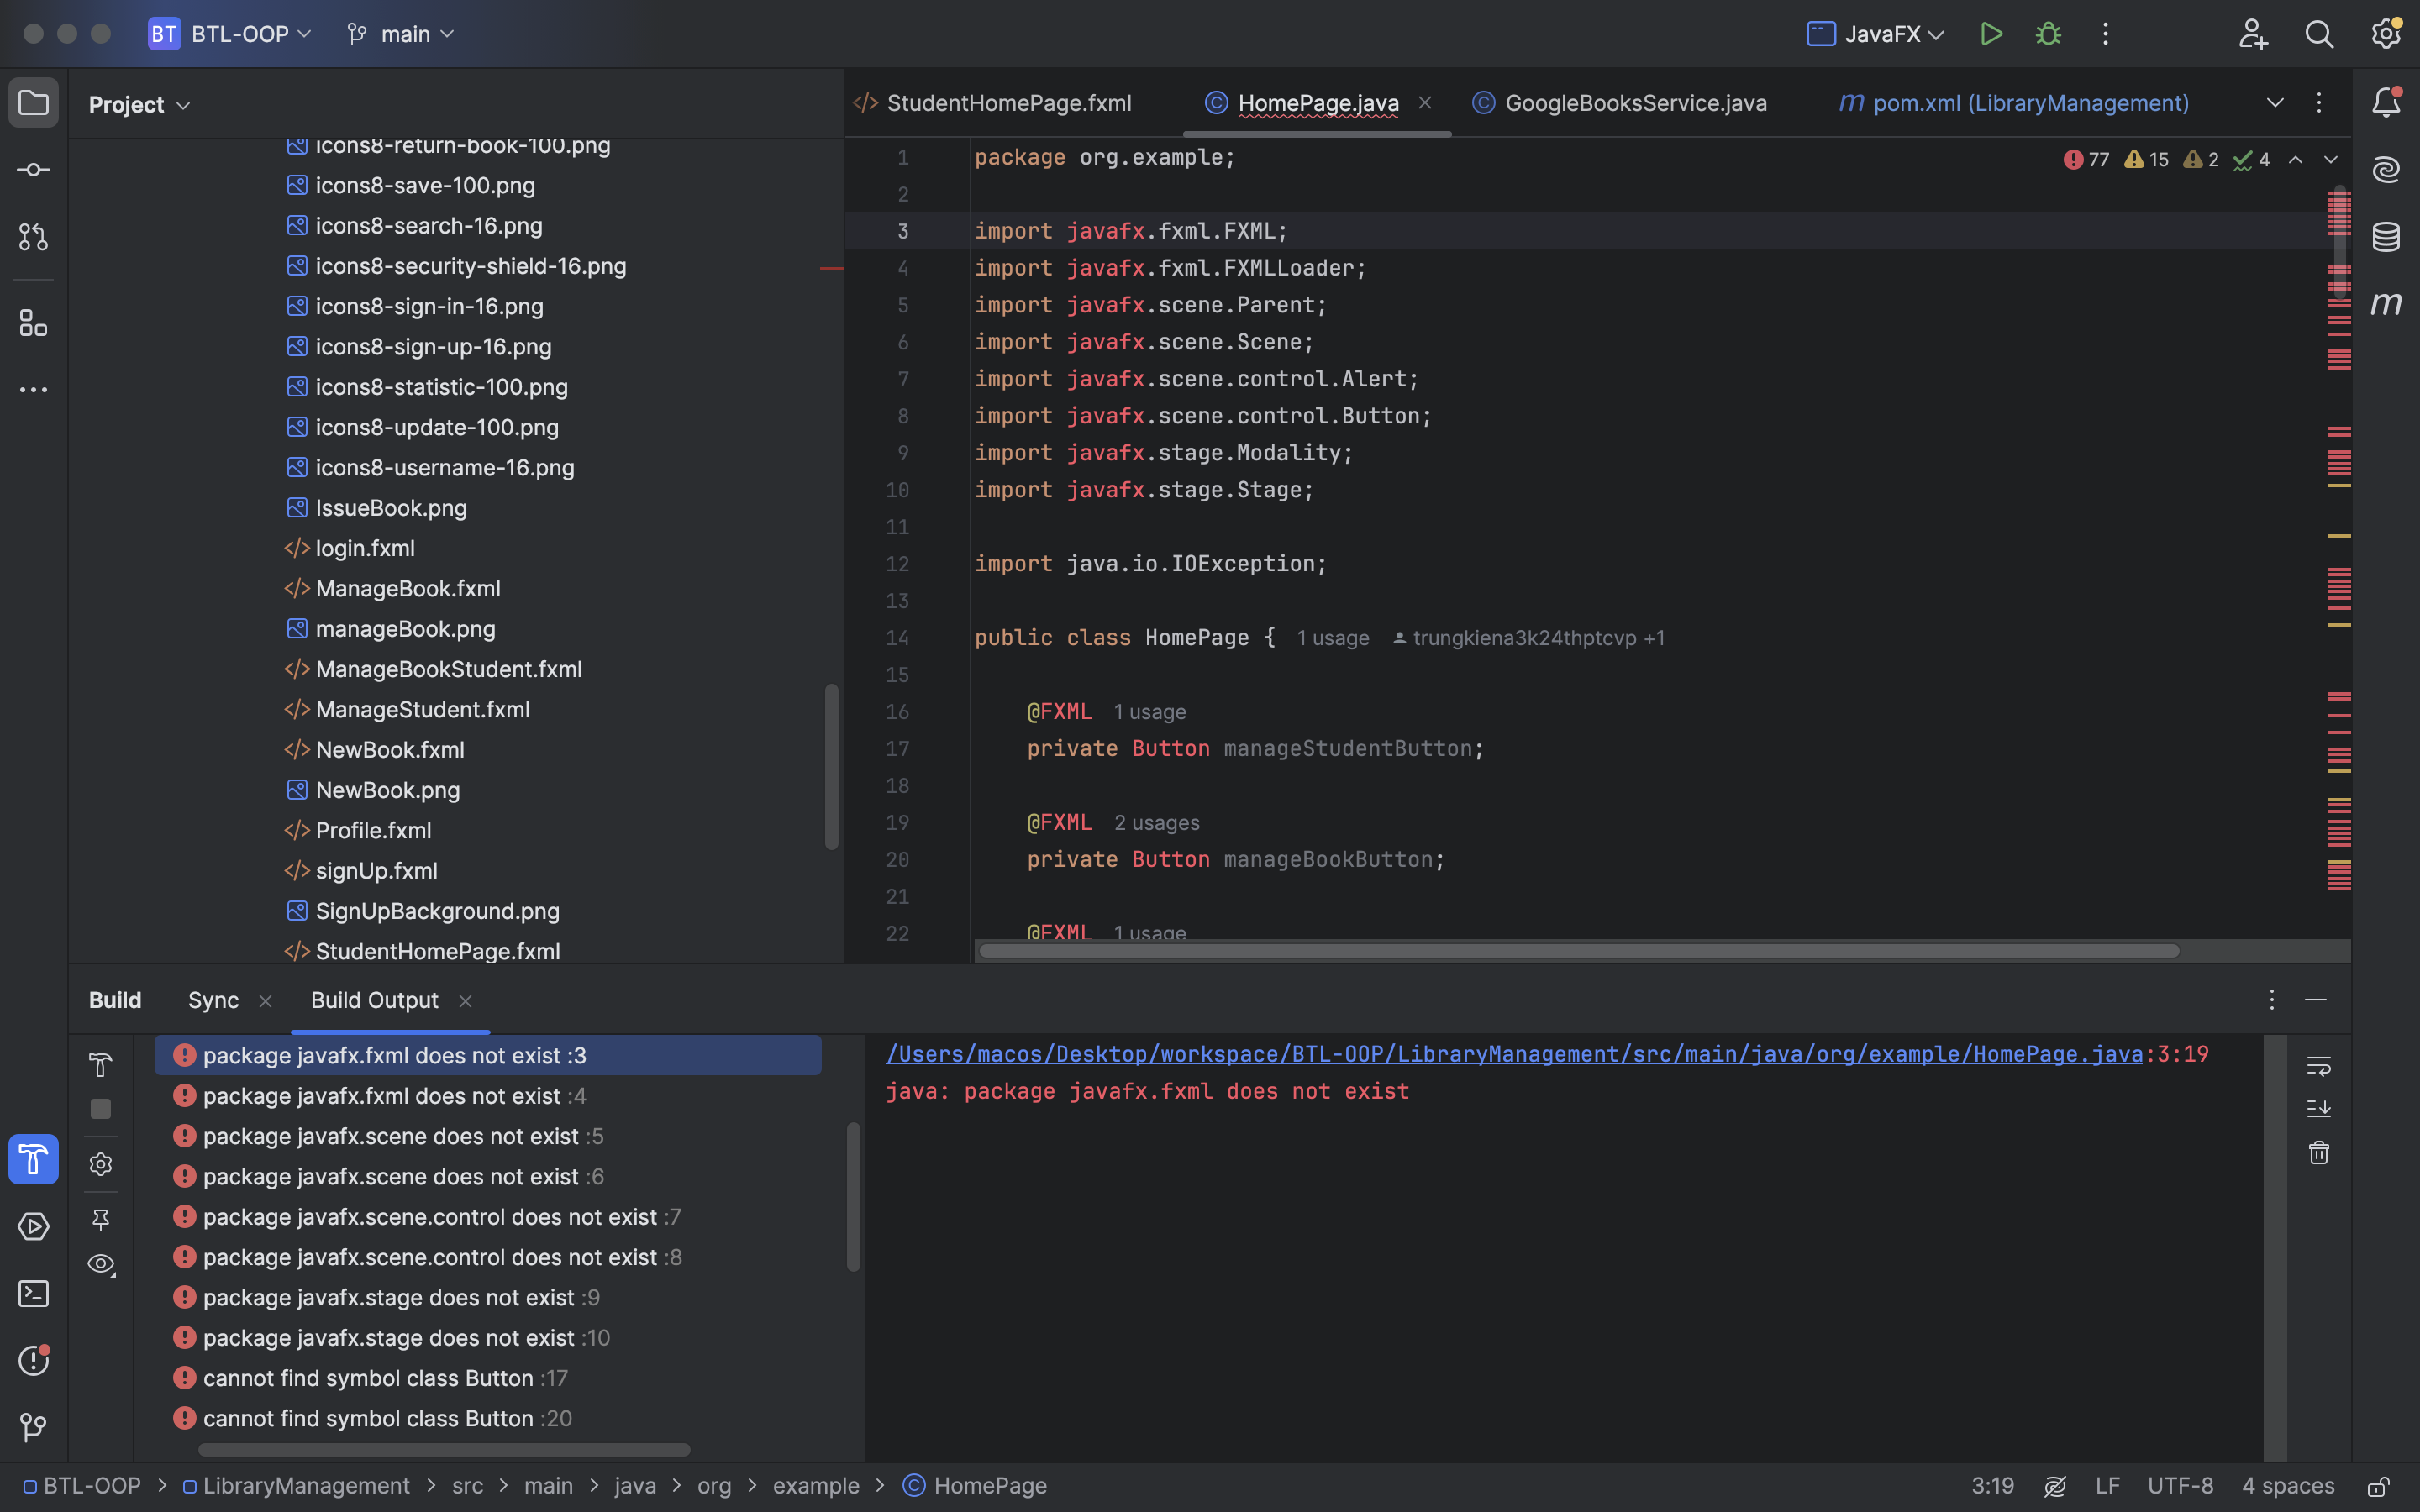 BT BTL-OOP main JavaFX
Project
icons8-return-book-100.png
icons8-save-100.png
icons8-search-16.png
icons8-security-shield-16.png
icons8-sign-in-16.png
icons8-sign-up-16.png
icons8-statistic-100.png
icons8-update-100.png
icons8-username-16.png
IssueBook.png
login.fxml
ManageBook.fxml
manageBook.png
ManageBookStudent.fxml
ManageStudent.fxml
NewBook.fxml
NewBook.png
Profile.fxml
signUp.fxml
SignUpBackground.png
StudentHomePage.fxml
StudentHomePage.fxml HomePage.java GoogleBooksService.java m pom.xml (LibraryManagement)
77 15 2 4
1 package org.example;
2
3 import javafx.fxml.FXML;
4 import javafx.fxml.FXMLLoader;
5 import javafx.scene.Parent;
6 import javafx.scene.Scene;
7 import javafx.scene.control.Alert;
8 import javafx.scene.control.Button;
9 import javafx.stage.Modality;
10 import javafx.stage.Stage;
11
12 import java.io.IOException;
13
14 public class HomePage { 1 usage trungkiena3k24thptcvp +1
15
16 @FXML 1 usage
17 private Button manageStudentButton;
18
19 @FXML 2 usages
20 private Button manageBookButton;
21
22 @FXML 1 usage
m
Build Sync Build Output
package javafx.fxml does not exist :3
package javafx.fxml does not exist :4
package javafx.scene does not exist :5
package javafx.scene does not exist :6
package javafx.scene.control does not exist :7
package javafx.scene.control does not exist :8
package javafx.stage does not exist :9
package javafx.stage does not exist :10
cannot find symbol class Button :17
cannot find symbol class Button :20
/Users/macos/Desktop/workspace/BTL-OOP/LibraryManagement/src/main/java/org/example/HomePage.java:3:19
java: package javafx.fxml does not exist
BTL-OOP > LibraryManagement > src > main > java > org > example > HomePage
3:19 LF UTF-8 4 spaces